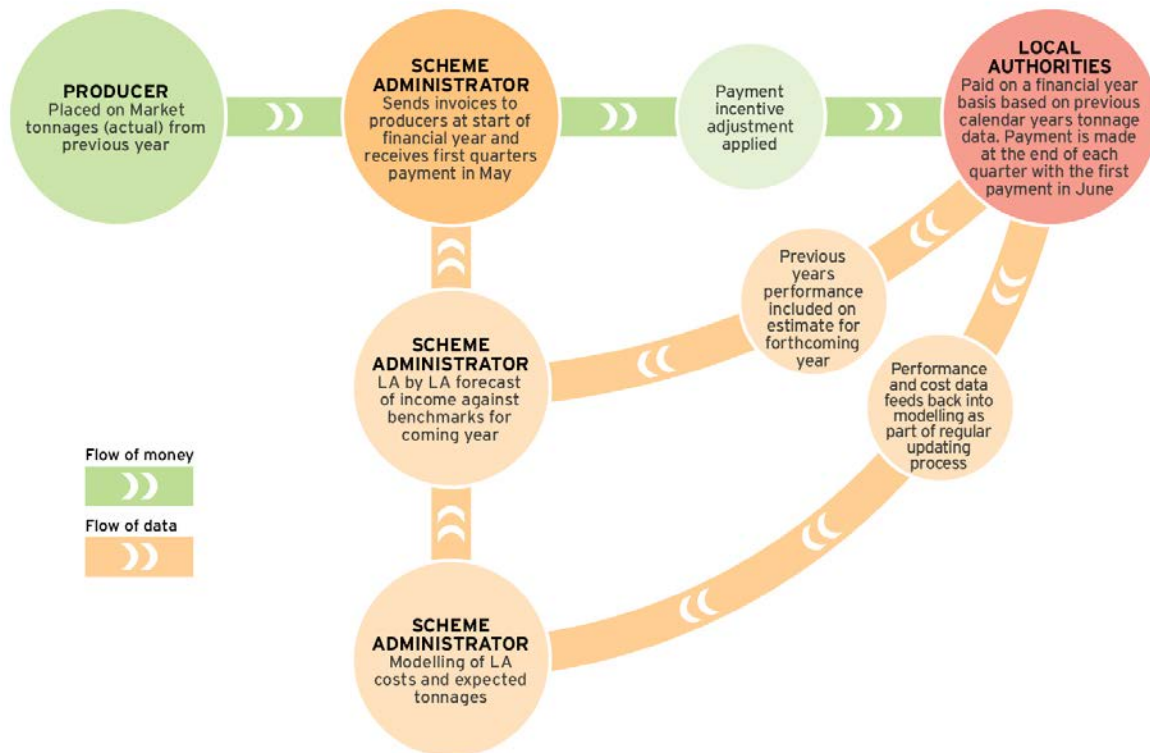 PRODUCER
Placed on Market
tonnages (actual) from
previous year
SCHEME
ADMINISTRATOR
Sends invoices to
producers at start of
financial year and
receives first quarters
payment in May
Payment
incentive
adjustment
applied
LOCAL
AUTHORITIES
Paid on a financial year
basis based on previous
calendar years tonnage
data. Payment is made
at the end of each
quarter with the first
payment in June
Previous
years
performance
included on
estimate for
forthcoming
year
SCHEME
ADMINISTRATOR
LA by LA forecast
of income against
benchmarks for
coming year
Performance
and cost data
feeds back into
modelling as
part of regular
updating
process
Flow of money
Flow of data
SCHEME
ADMINISTRATOR
Modelling of LA
costs and expected
tonnages